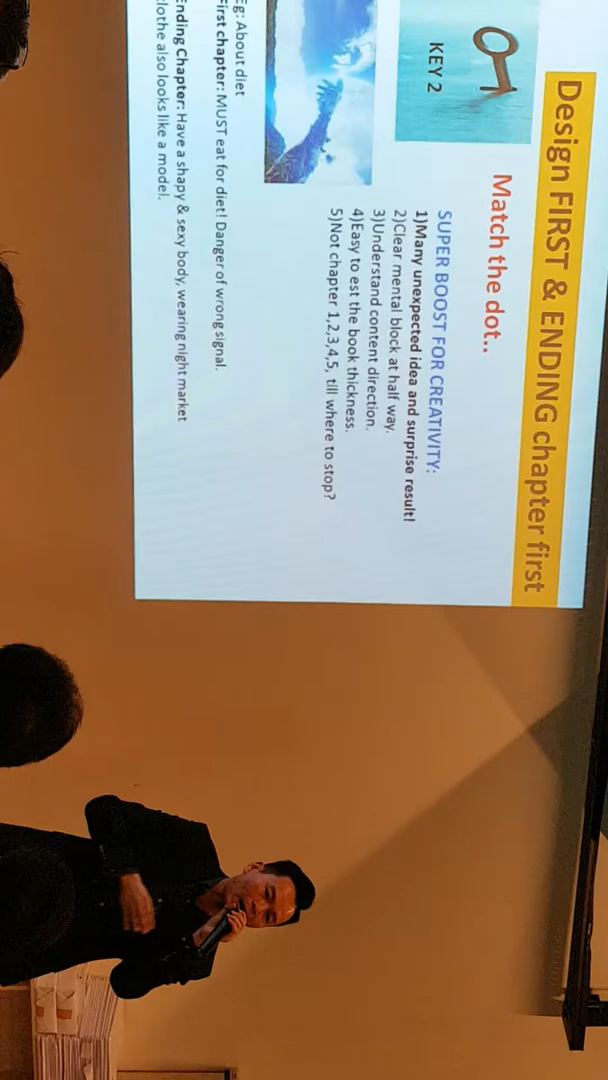 Design FIRST & ENDING chapter first
KEY 2
Match the dot..
SUPER BOOST FOR CREATIVITY:
1)Many unexpected idea and surprise result!
2)Clear mental block at half way.
3)Understand content direction.
4)Easy to est the book thickness.
5)Not chapter 1,2,3,4,5, till where to stop?
Eg: About diet
First chapter: MUST eat for diet! Danger of wrong signal.
Ending Chapter: Have a shapy & sexy body, wearing night market
clothe also looks like a model.